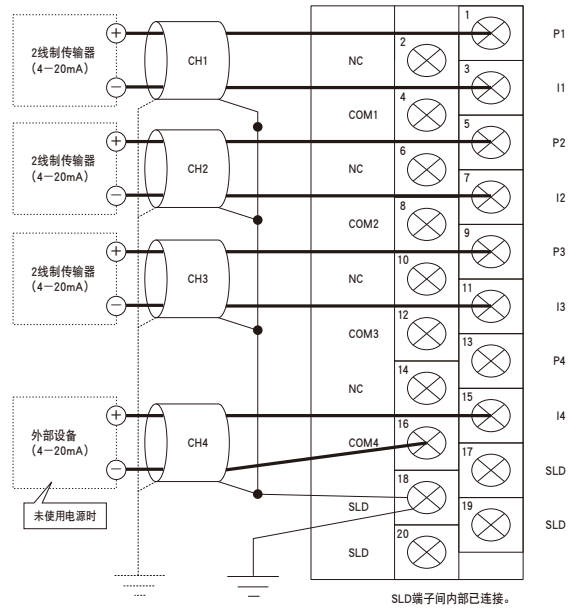 2线制传输器
(4-20mA)
+
-
CH1
NC
1
2
P1
3
I1
COM1
4
2线制传输器
(4-20mA)
+
-
CH2
5
P2
NC
6
7
I2
COM2
8
2线制传输器
(4-20mA)
+
-
CH3
9
P3
NC
10
11
I3
COM3
12
13
P4
NC
14
外部设备
(4-20mA)
+
-
CH4
15
I4
COM4
16
17
SLD
未使用电源时
SLD
18
19
SLD
SLD
20
SLD端子间内部已连接。